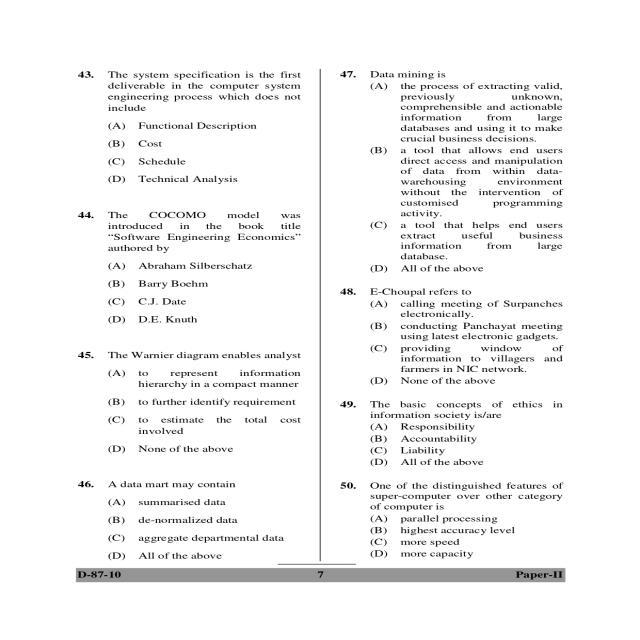 43. The system specification is the first
deliverable in the computer system
engineering process which does not
include
(A) Functional Description
(B) Cost
(C) Schedule
(D) Technical Analysis
44. The COCOMO model was
introduced in the book title
“Software Engineering Economics”
authored by
(A) Abraham Silberschatz
(B) Barry Boehm
(C) C.J. Date
(D) D.E. Knuth
45. The Warnier diagram enables analyst
(A) to represent information
hierarchy in a compact manner
(B) to further identify requirement
(C) to estimate the total cost
involved
(D) None of the above
46. A data mart may contain
(A) summarised data
(B) de-normalized data
(C) aggregate departmental data
(D) All of the above
47. Data mining is
(A) the process of extracting valid,
previously unknown,
comprehensible and actionable
information from large
databases and using it to make
crucial business decisions.
(B) a tool that allows end users
direct access and manipulation
of data from within data-
warehousing environment
without the intervention of
customised programming
activity.
(C) a tool that helps end users
extract useful business
information from large
database.
(D) All of the above
48. E-Choupal refers to
(A) calling meeting of Surpanches
electronically.
(B) conducting Panchayat meeting
using latest electronic gadgets.
(C) providing window of
information to villagers and
farmers in NIC network.
(D) None of the above
49. The basic concepts of ethics in
information society is/are
(A) Responsibility
(B) Accountability
(C) Liability
(D) All of the above
50. One of the distinguished features of
super-computer over other category
of computer is
(A) parallel processing
(B) highest accuracy level
(C) more speed
(D) more capacity
D-87-10 7 Paper-II